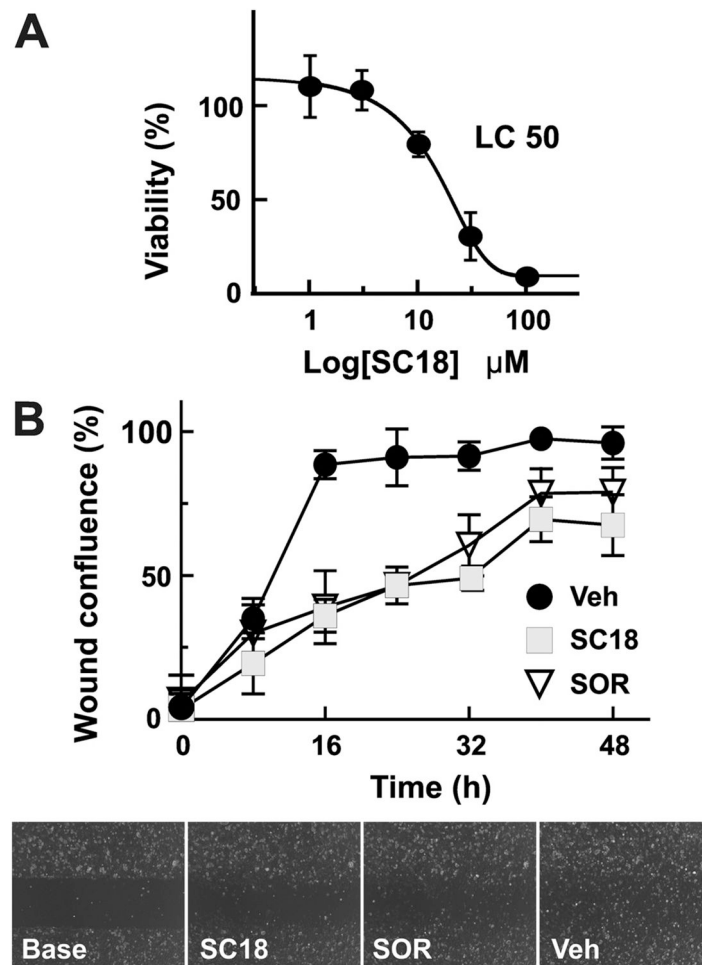 A
Viability (%)
100
50
0
LC 50
1 10 100
Log[SC18] µM
B
Wound confluence (%)
100
50
0
Veh
SC18
SOR
0 16 32 48
Time (h)
Base SC18 SOR Veh